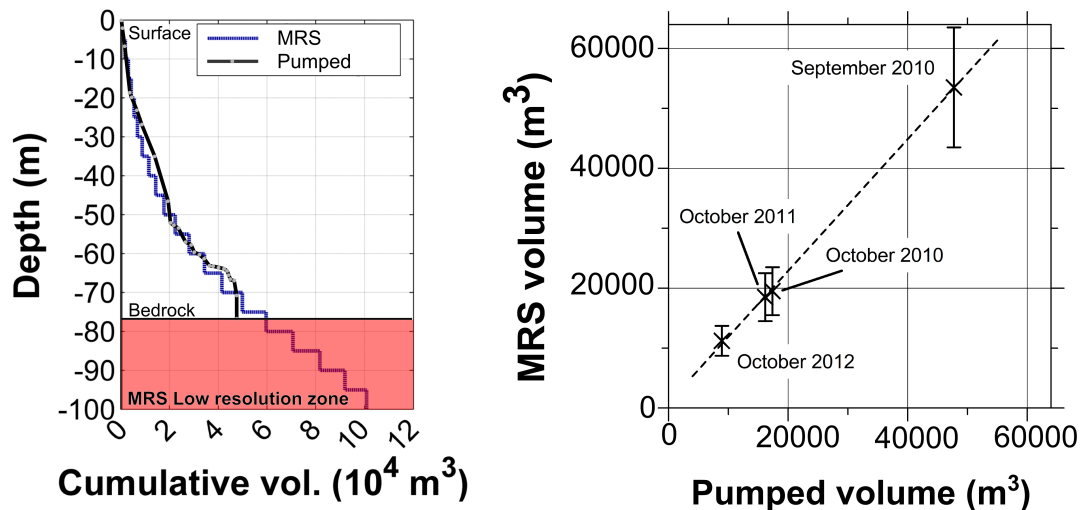 0
-10
-20
-30
-40
-50
-60
-70
-80
-90
-100
Depth (m)
Surface
MRS
Pumped
Bedrock
MRS Low resolution zone
0 2 4 6 8 10 12
Cumulative vol. (10⁴ m³)
60000
40000
20000
0
MRS volume (m³)
September 2010
October 2011
October 2010
October 2012
0 20000 40000 60000
Pumped volume (m³)